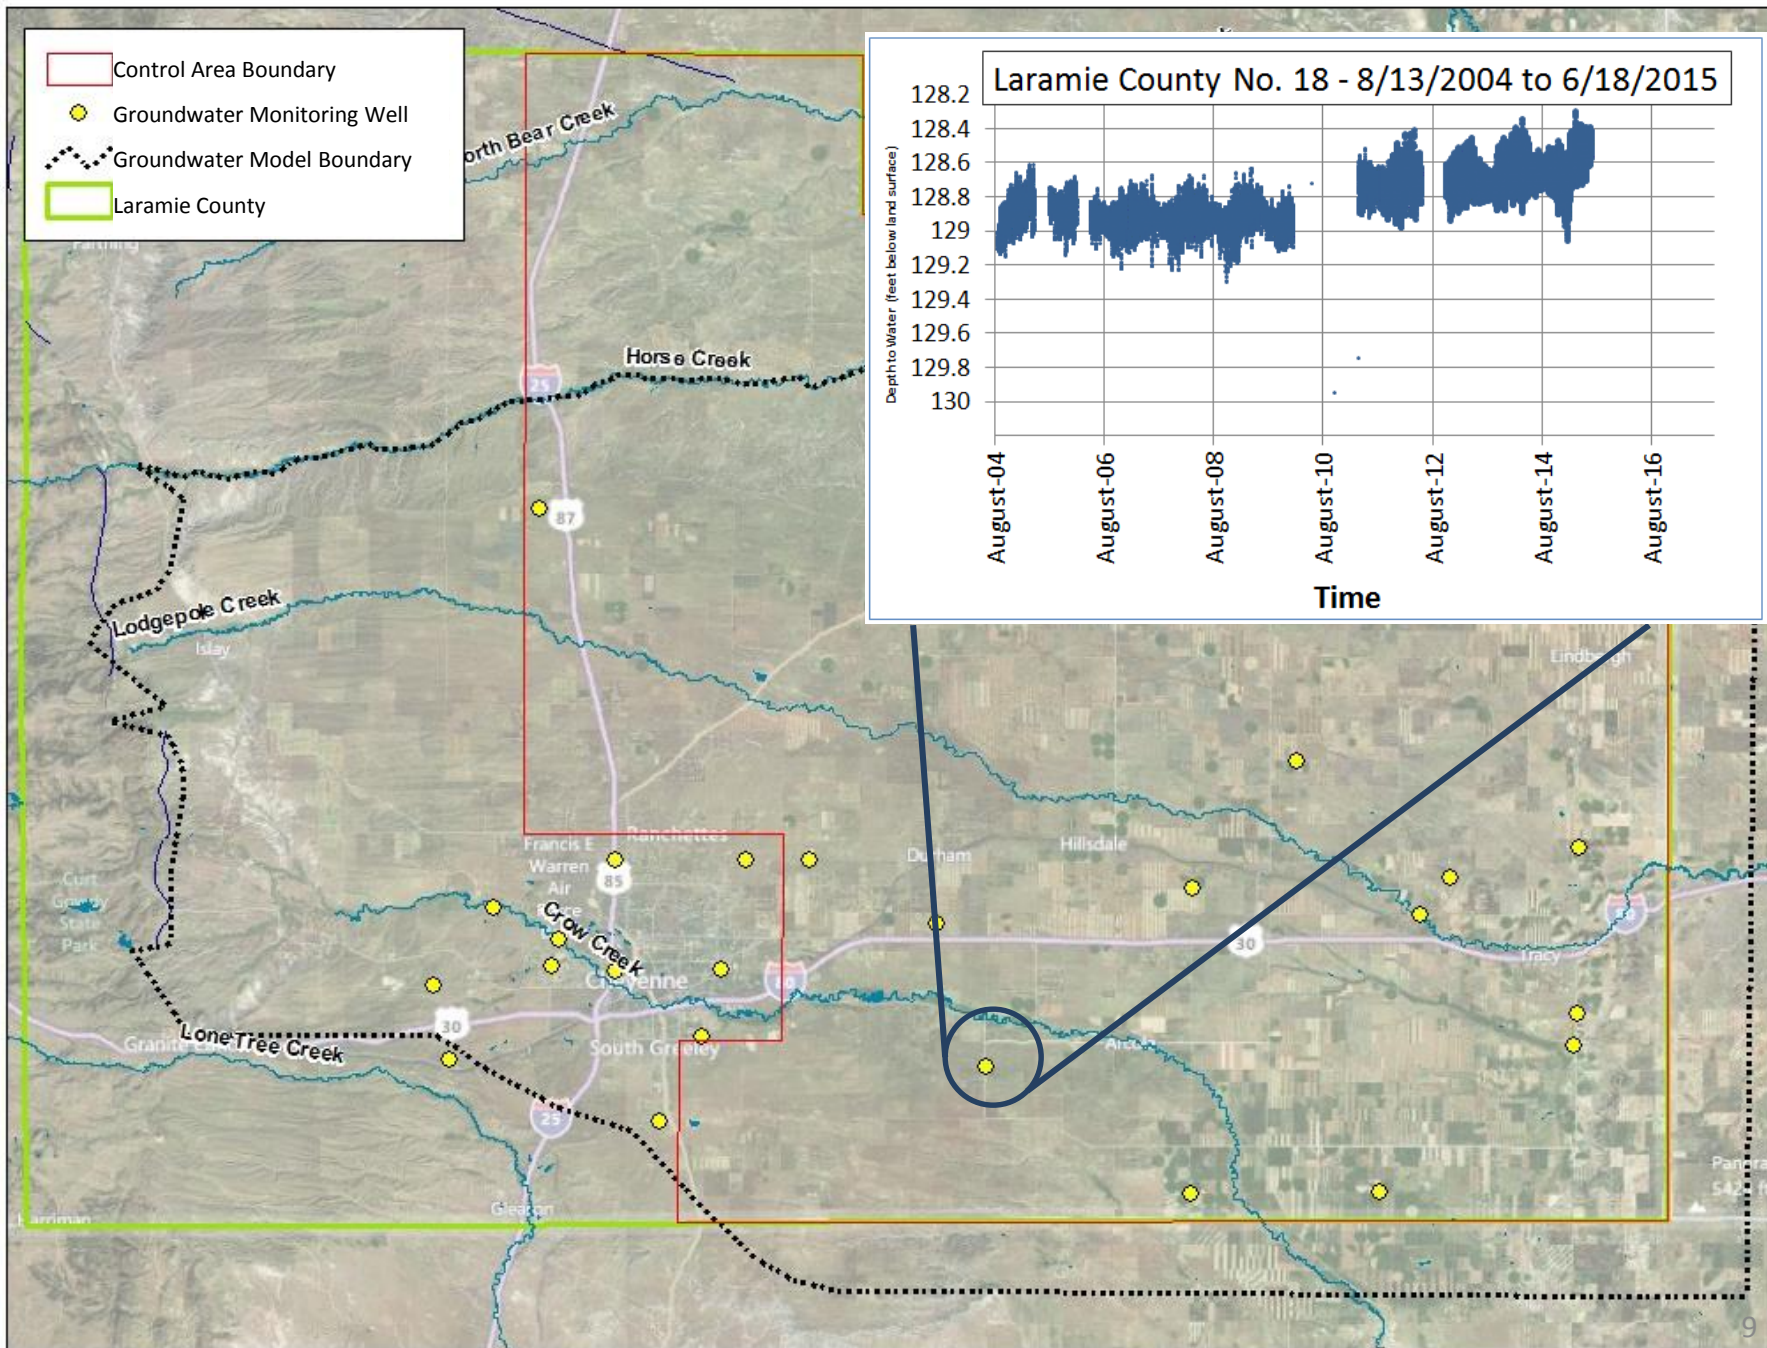 Control Area Boundary
Groundwater Monitoring Well
Groundwater Model Boundary
Laramie County
Laramie County No. 18 - 8/13/2004 to 6/18/2015
Depth to Water (feet below land surface)
128.2
128.4
128.6
128.8
129
129.2
129.4
129.6
129.8
130
August-04
August-06
August-08
August-10
August-12
August-14
August-16
Time
orth Bear Creek
Horse Creek
25
87
Lodgepole Creek
Islay
Lindbergh
Ranchettes
Francis E
Warren
Air
85
Durham
Hillsdale
Curt
State
Park
Crow Creek
Cheyenne
30
Tracy
80
30
Lone Tree Creek
South Greeley
25
Harriman
9